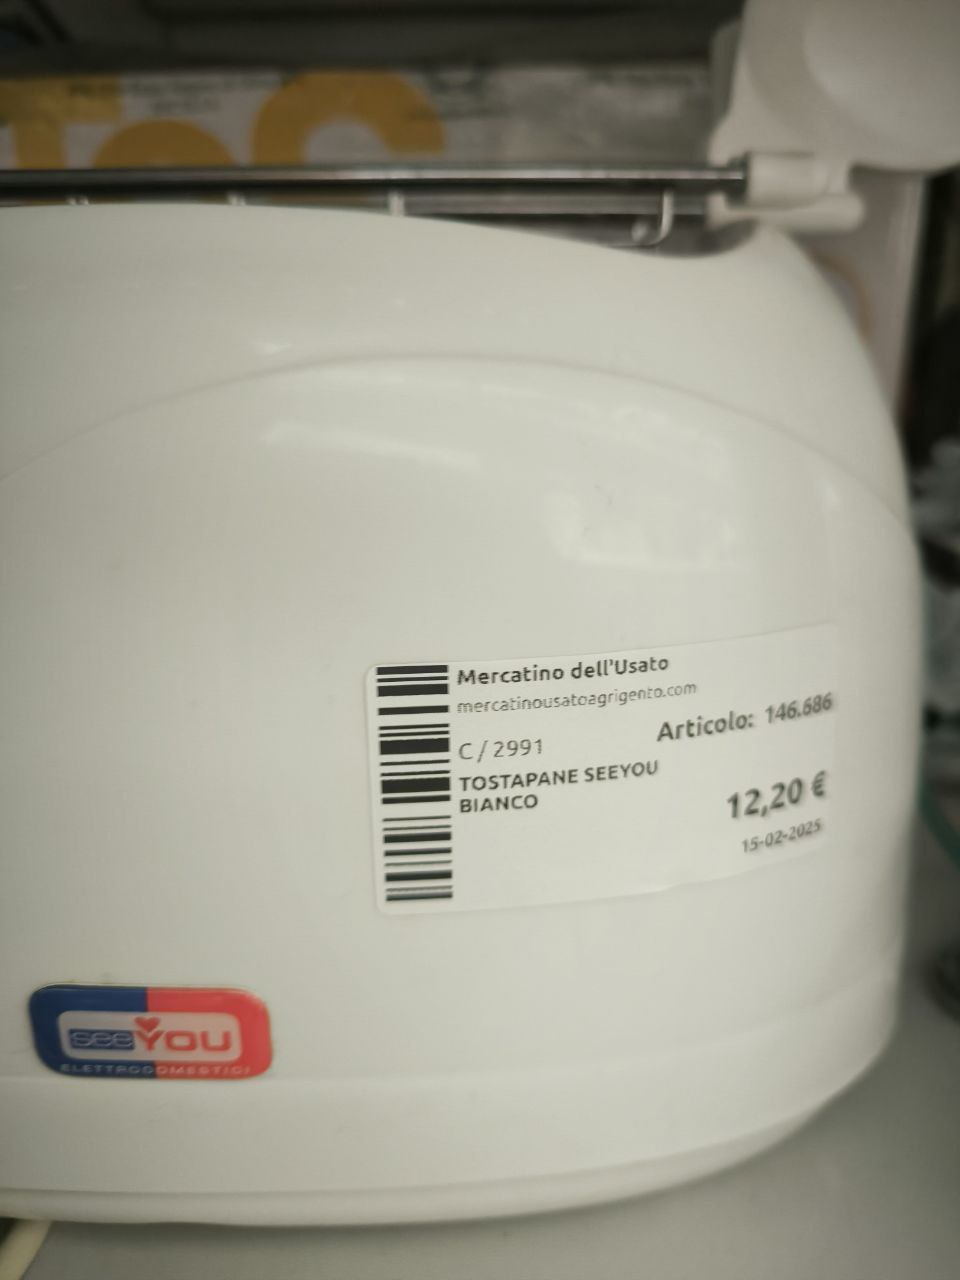 Mercatino dell'Usato
mercatinousatoagrigento.com
Articolo: 146.686
C / 2991
TOSTAPANE SEEYOU
BIANCO
12,20 €
15-02-2025
seeYOU
ELETTRODOMESTICI